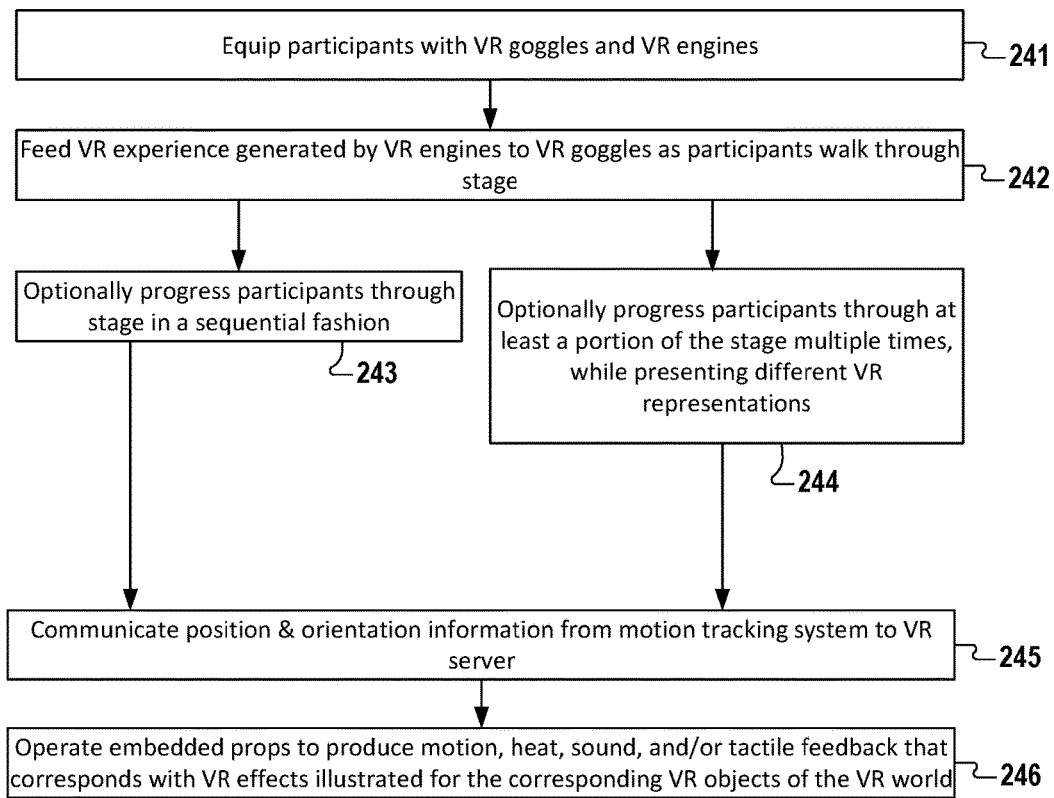 Equip participants with VR goggles and VR engines
241
Feed VR experience generated by VR engines to VR goggles as participants walk through
stage
242
Optionally progress participants through
stage in a sequential fashion
243
Optionally progress participants through at
least a portion of the stage multiple times,
while presenting different VR
representations
244
Communicate position & orientation information from motion tracking system to VR
server
245
Operate embedded props to produce motion, heat, sound, and/or tactile feedback that
corresponds with VR effects illustrated for the corresponding VR objects of the VR world
246